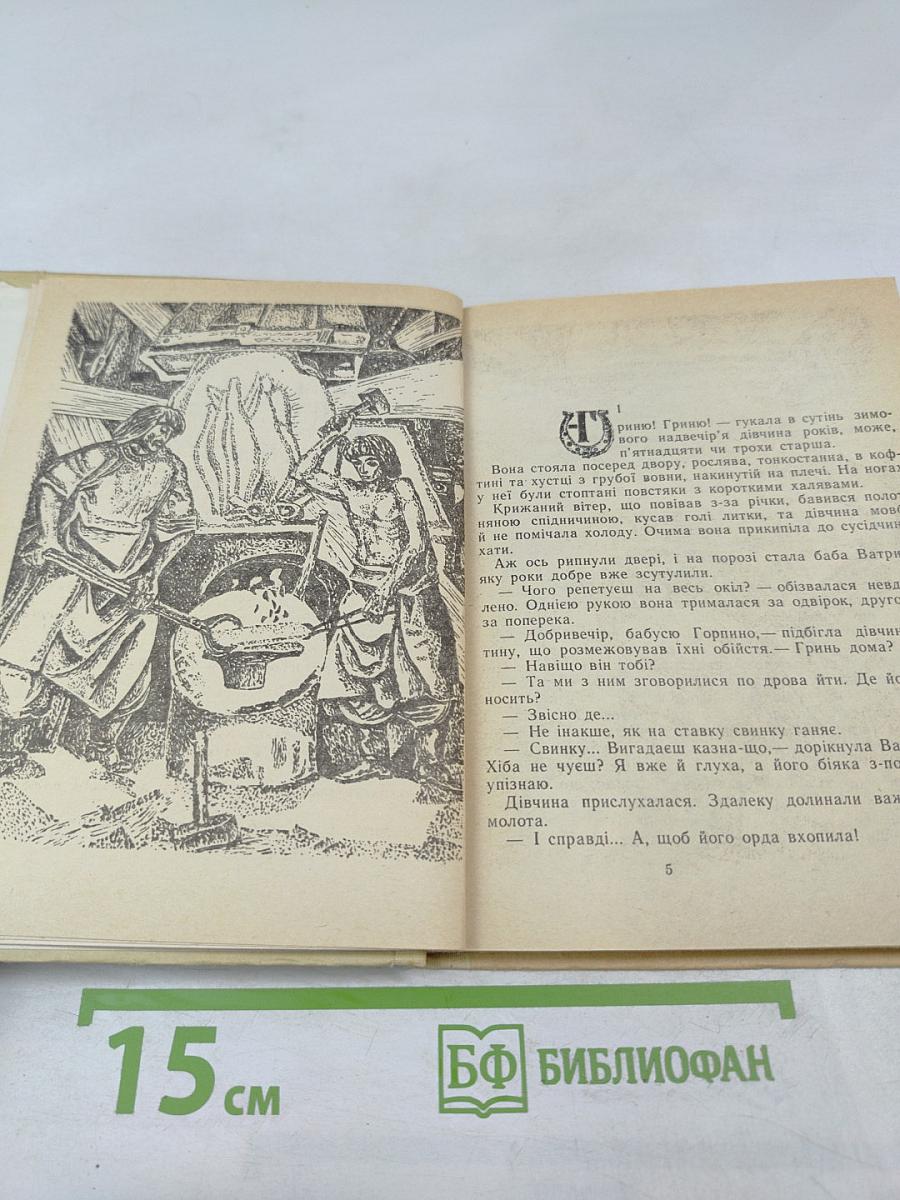 І
Гриню! Гриню! — гукала в сутінь зимо-
вого надвечір'я дівчина років, може,
п'ятнадцяти чи трохи старша.
Вона стояла посеред двору, рослява, тонкостанна, в коф-
тині та хустці з грубої вовни, накинутій на плечі. На ногах
у неї були стоптані повстяки з короткими халявами.
Крижаний вітер, що повівав з-за річки, бавився полот
няною спідничиною, кусав голі литки, та дівчина мовб
й не помічала холоду. Очима вона прикипіла до сусідчин
хати.
Аж ось рипнули двері, і на порозі стала баба Ватри
яку роки добре вже зсутулили.
— Чого репетуєш на весь окіл? — обізвалася невд
лено. Однією рукою вона трималася за одвірок, друго
за поперека.
— Добривечір, бабусю Горпино,— підбігла дівчин
тину, що розмежовував їхні обійстя.— Гринь дома?
— Навіщо він тобі?
— Та ми з ним зговорилися по дрова йти. Де йо
носить?
— Звісно де...
— Не інакше, як на ставку свинку ганяє.
— Свинку... Вигадаєш казна-що,— дорікнула Ва
Хіба не чуєш? Я вже й глуха, а його біяка з-по
упізнаю.
Дівчина прислухалася. Здалеку долинали важ
молота.
— І справді... А, щоб його орда вхопила!
5
15 см
БФ БИБЛИОФАН